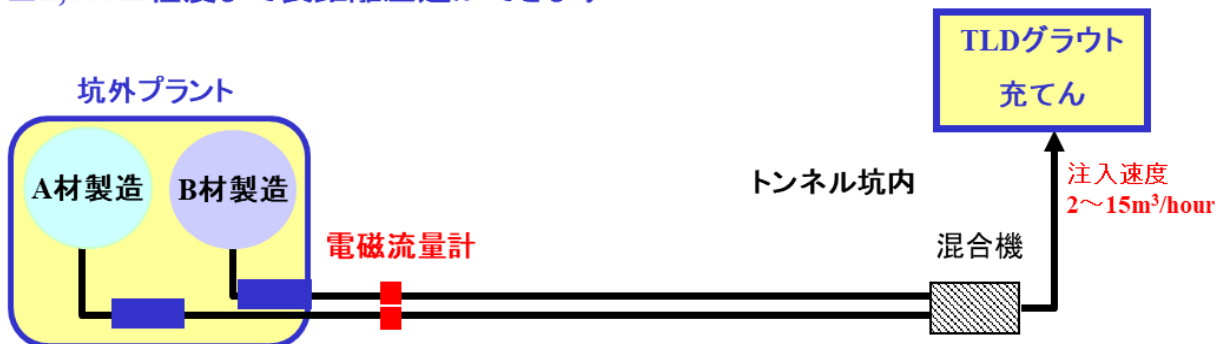 TLDグラウト
充てん
坑外プラント
A材製造
B材製造
トンネル坑内
注入速度
2～15m³/hour
電磁流量計
混合機